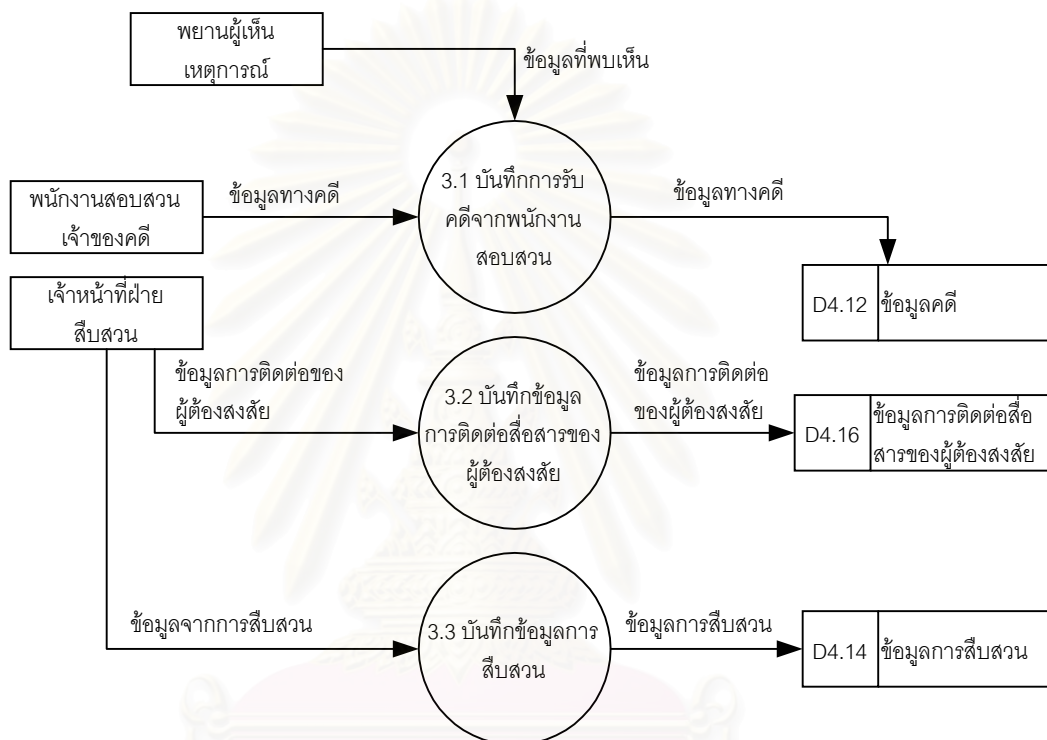 พยานผู้เห็น
เหตุการณ์
ข้อมูลที่พบเห็น
พนักงานสอบสวน
เจ้าของคดี
ข้อมูลทางคดี
3.1 บันทึกการรับ
คดีจากพนักงาน
สอบสวน
ข้อมูลทางคดี
D4.12
ข้อมูลคดี
เจ้าหน้าที่ฝ่าย
สืบสวน
ข้อมูลการติดต่อของ
ผู้ต้องสงสัย
3.2 บันทึกข้อมูล
การติดต่อสื่อสารของ
ผู้ต้องสงสัย
ข้อมูลการติดต่อ
ของผู้ต้องสงสัย
D4.16
ข้อมูลการติดต่อสื่อ
สารของผู้ต้องสงสัย
ข้อมูลจากการสืบสวน
3.3 บันทึกข้อมูลการ
สืบสวน
ข้อมูลการสืบสวน
D4.14
ข้อมูลการสืบสวน